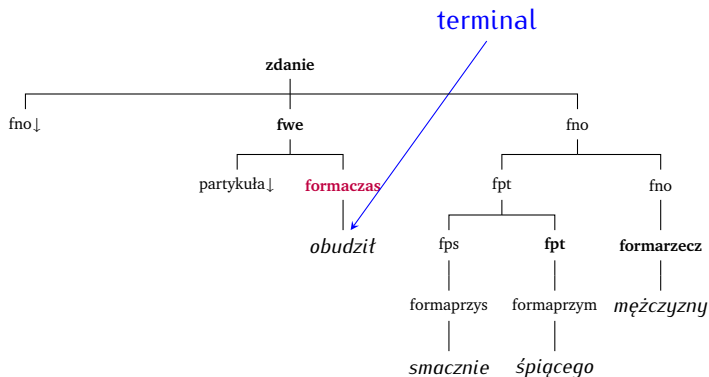 terminal
zdanie
fno↓ fwe fno
partykuła↓ formaczas fpt fno
obudził fps fpt formarzecz
formaprzys formaprzym mężczyzny
smacznie śpiącego